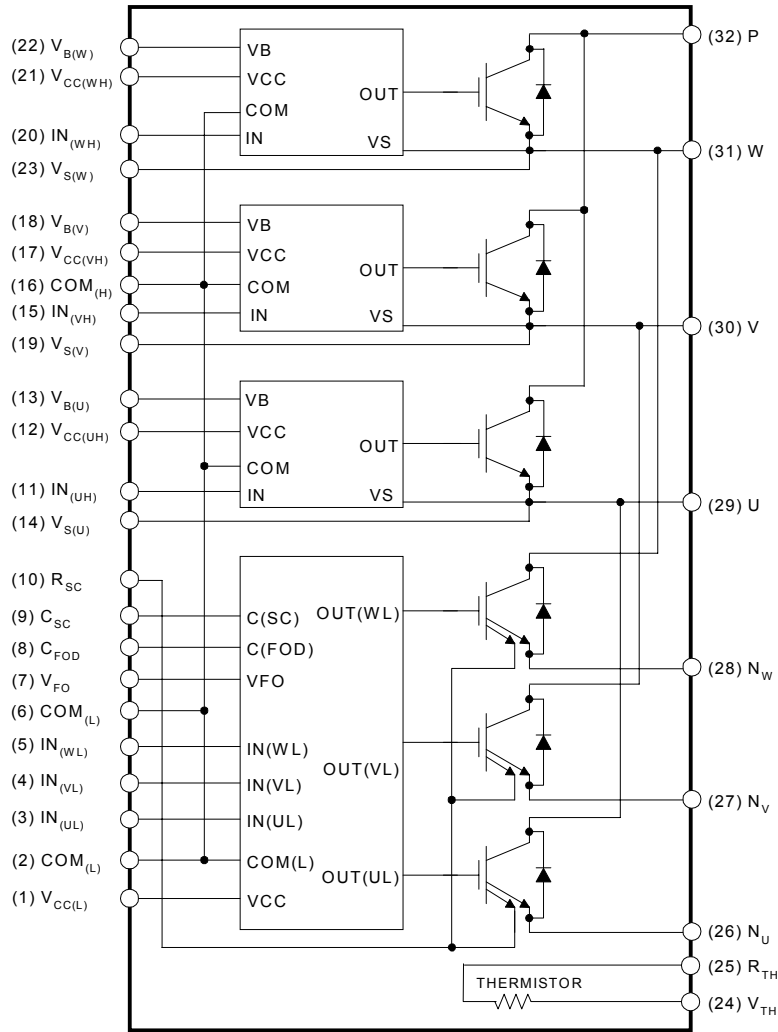 (22) VB(W)
(21) VCC(WH)
(20) IN(WH)
(23) VS(W)
VB
VCC
COM
IN
OUT
VS
(32) P
(31) W
(18) VB(V)
(17) VCC(VH)
(16) COM(H)
(15) IN(VH)
(19) VS(V)
VB
VCC
COM
IN
OUT
VS
(30) V
(13) VB(U)
(12) VCC(UH)
(11) IN(UH)
(14) VS(U)
VB
VCC
COM
IN
OUT
VS
(29) U
(10) RSC
(9) CSC
(8) CFOD
(7) VFO
(6) COM(L)
(5) IN(WL)
(4) IN(VL)
(3) IN(UL)
(2) COM(L)
(1) VCC(L)
C(SC)
C(FOD)
VFO
IN(WL)
IN(VL)
IN(UL)
COM(L)
VCC
OUT(WL)
OUT(VL)
OUT(UL)
(28) NW
(27) NV
(26) NU
(25) RTH
(24) VTH
THERMISTOR